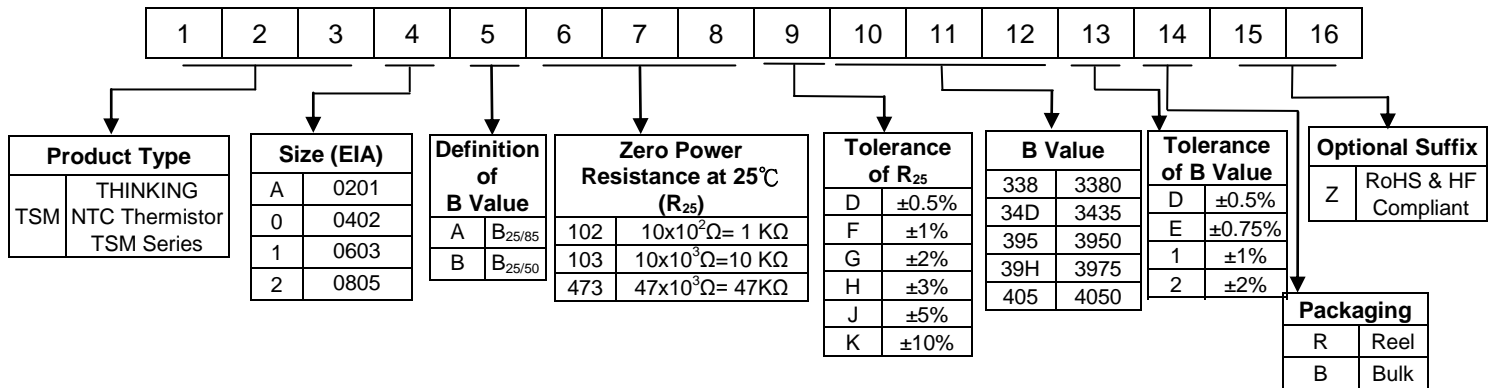 1 2 3 4 5 6 7 8 9 10 11 12 13 14 15 16
Product Type
TSM THINKING
NTC Thermistor
TSM Series
Size (EIA)
A 0201
0 0402
1 0603
2 0805
Definition
of
B Value
A B25/85
B B25/50
Zero Power
Resistance at 25℃
(R25)
102 10x10²Ω= 1 KΩ
103 10x10³Ω=10 KΩ
473 47x10³Ω= 47KΩ
Tolerance
of R25
D ±0.5%
F ±1%
G ±2%
H ±3%
J ±5%
K ±10%
B Value
338 3380
34D 3435
395 3950
39H 3975
405 4050
Tolerance
of B Value
D ±0.5%
E ±0.75%
1 ±1%
2 ±2%
Packaging
R Reel
B Bulk
Optional Suffix
Z RoHS & HF
Compliant